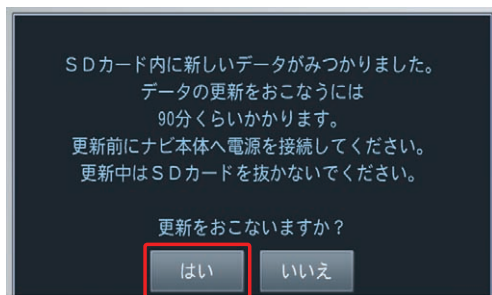 ＳＤカード内に新しいデータがみつかりました。
データの更新をおこなうには
90分くらいかかります。
更新前にナビ本体へ電源を接続してください。
更新中はＳＤカードを抜かないでください。
更新をおこないますか？
はい
いいえ